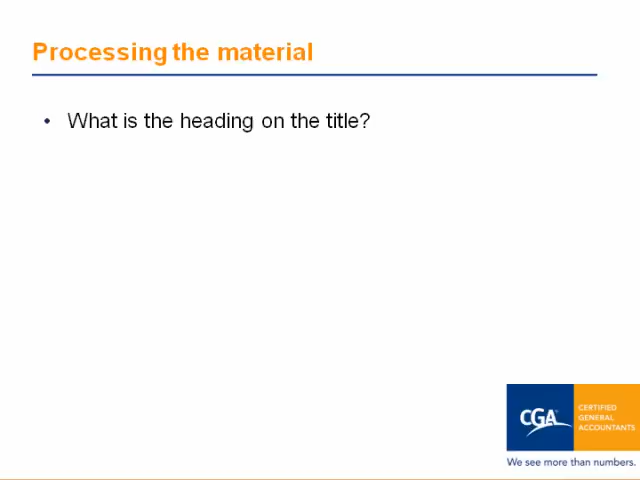 Processing the material
• What is the heading on the title?
CGA
CERTIFIED
GENERAL
ACCOUNTANTS
We see more than numbers.